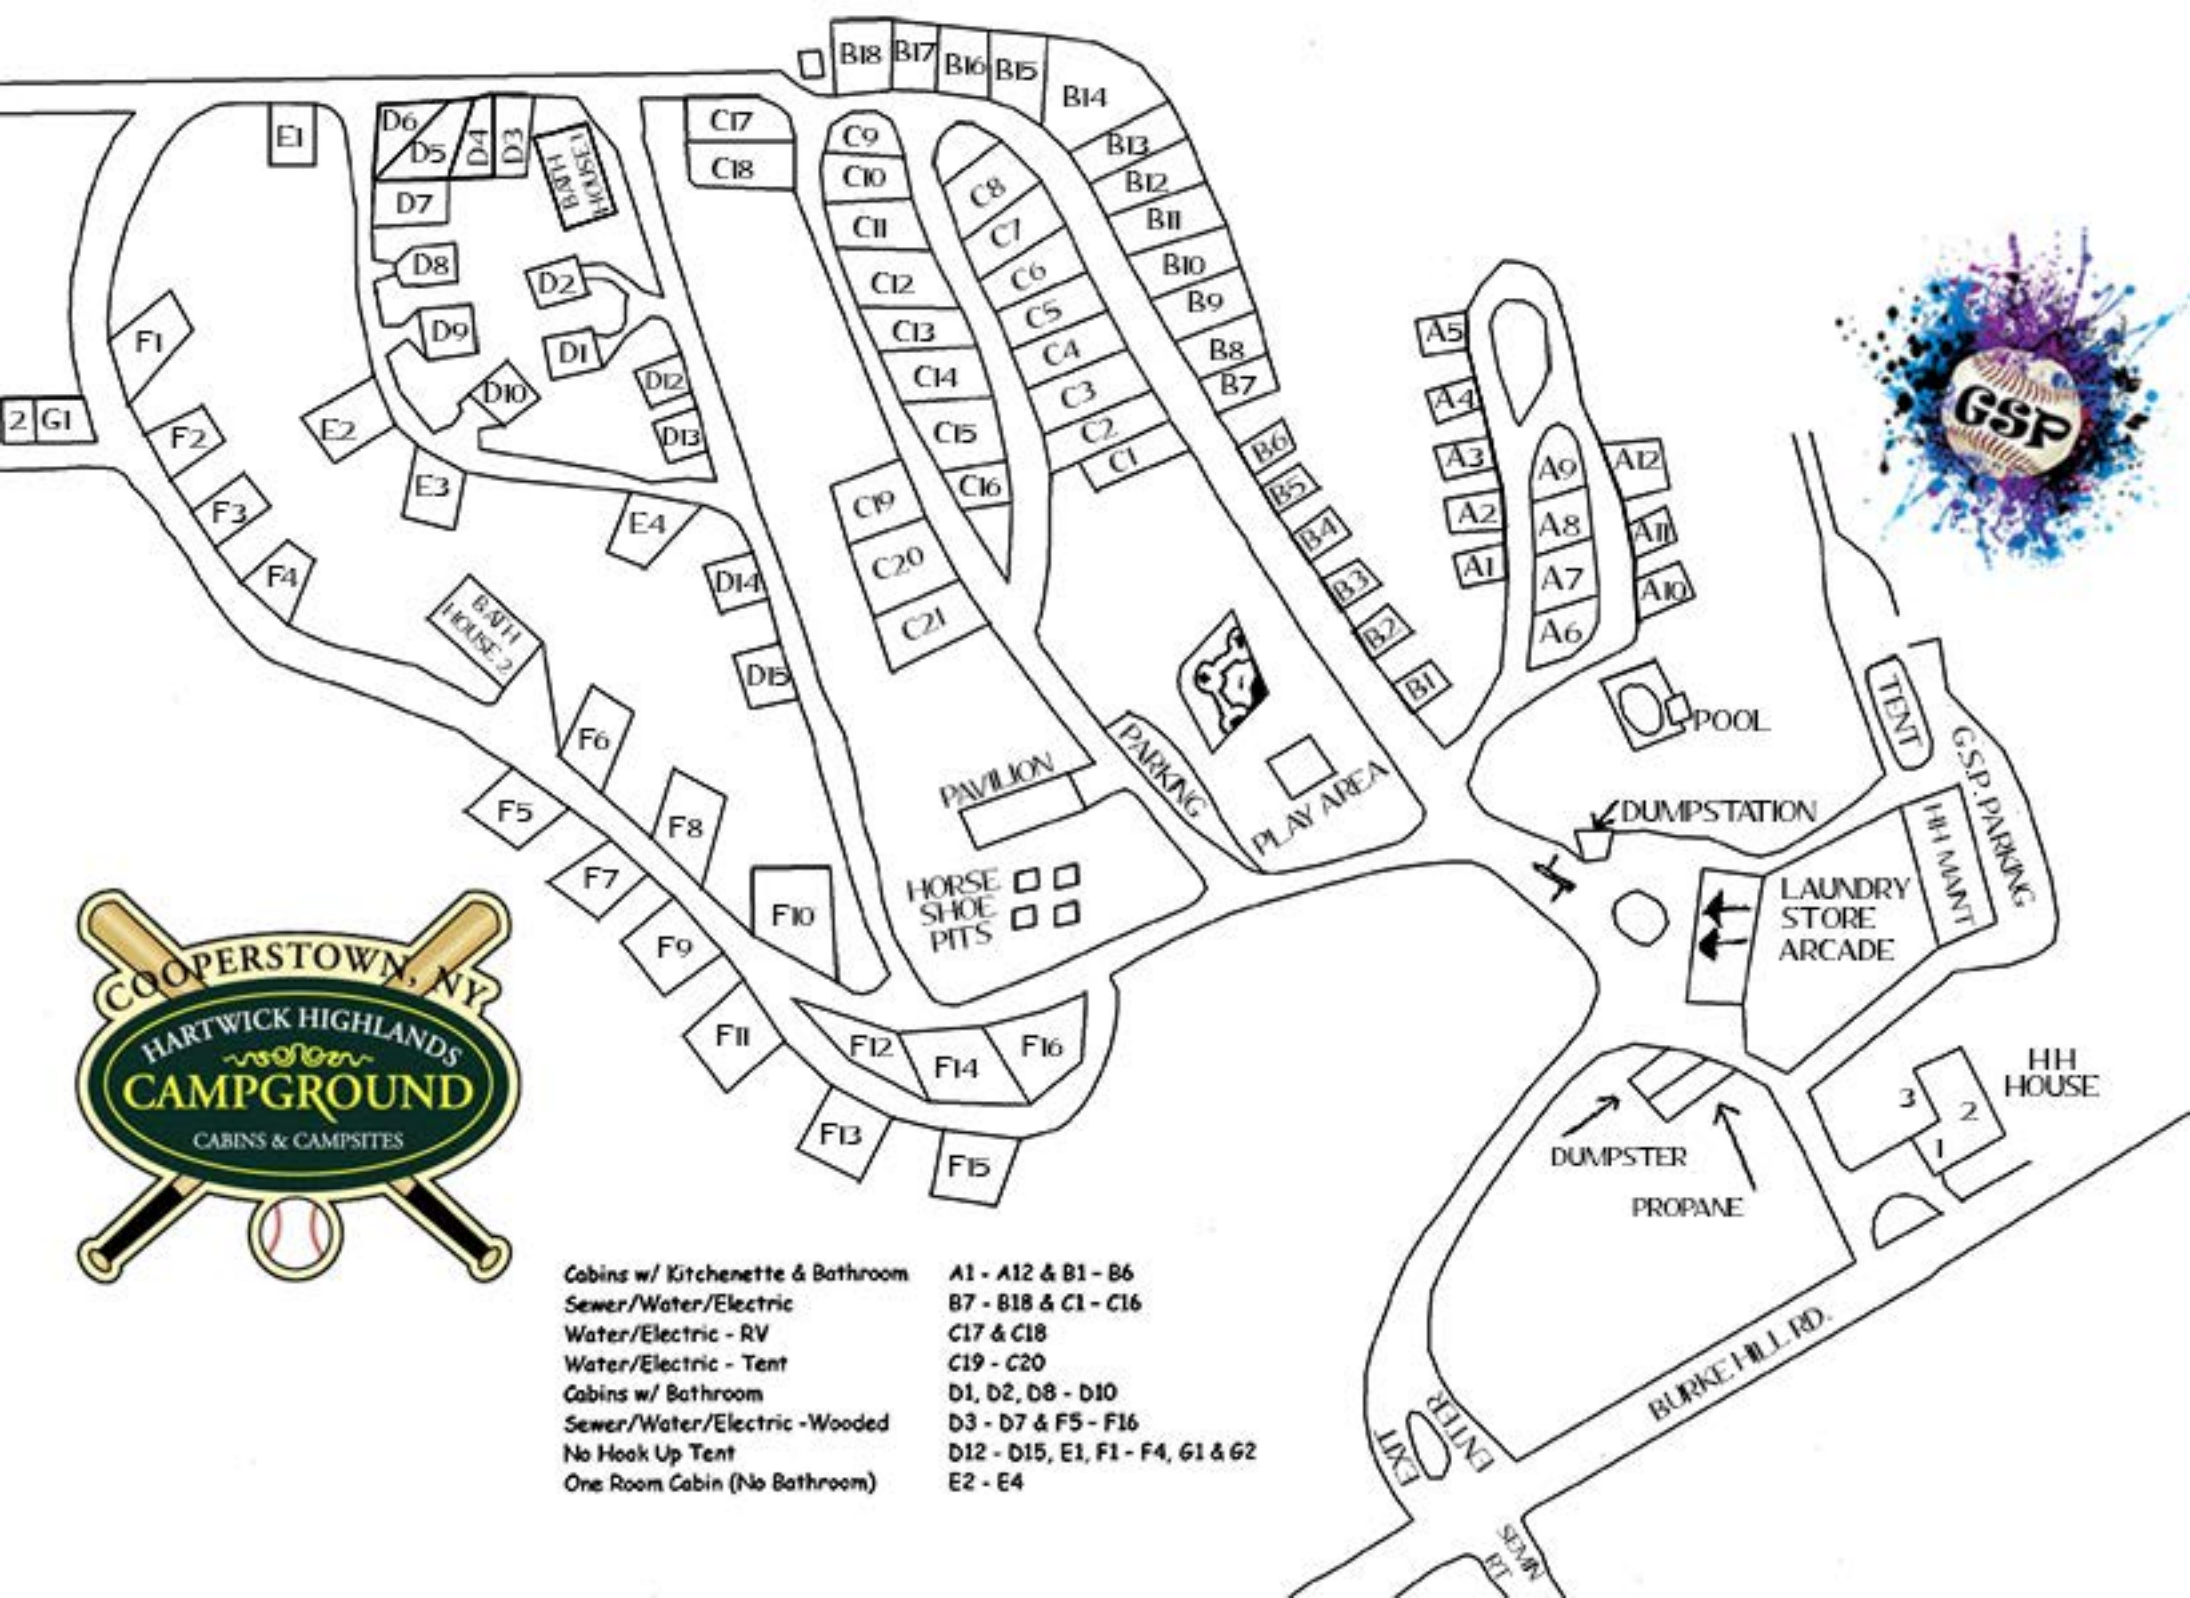 B18
B17
B16
B15
B14
B13
B12
B11
B10
B9
B8
B7
B6
B5
B4
B3
B2
B1
C17
C18
C9
C10
C11
C12
C13
C14
C15
C16
C8
C7
C6
C5
C4
C3
C2
C1
C19
C20
C21
E1
D6
D5
D4
D3
BATH
HOUSE 1
D7
D8
D9
D10
D2
D1
D12
D13
D14
D15
E2
E3
E4
F1
F2
F3
F4
2
G1
BATH
HOUSE 2
F6
F5
F8
F7
F10
F9
F11
F12
F14
F16
F13
F15
A5
A4
A3
A2
A1
A9
A8
A7
A6
A12
A11
A10
GSP
POOL
TENT
G.S.P. PARKING
HH MANT
DUMPSTATION
LAUNDRY
STORE
ARCADE
PAVILION
PARKING
PLAY AREA
HORSE
SHOE
PITS
HH
HOUSE
3
2
1
DUMPSTER
PROPANE
BURKE HILL RD.
ENTER
EXIT
SEMIN
RT
COOPERSTOWN, NY
HARTWICK HIGHLANDS
CAMPGROUND
CABINS & CAMPSITES
Cabins w/ Kitchenette & Bathroom A1 - A12 & B1 - B6
Sewer/Water/Electric B7 - B18 & C1 - C16
Water/Electric - RV C17 & C18
Water/Electric - Tent C19 - C20
Cabins w/ Bathroom D1, D2, D8 - D10
Sewer/Water/Electric -Wooded D3 - D7 & F5 - F16
No Hook Up Tent D12 - D15, E1, F1 - F4, G1 & G2
One Room Cabin (No Bathroom) E2 - E4